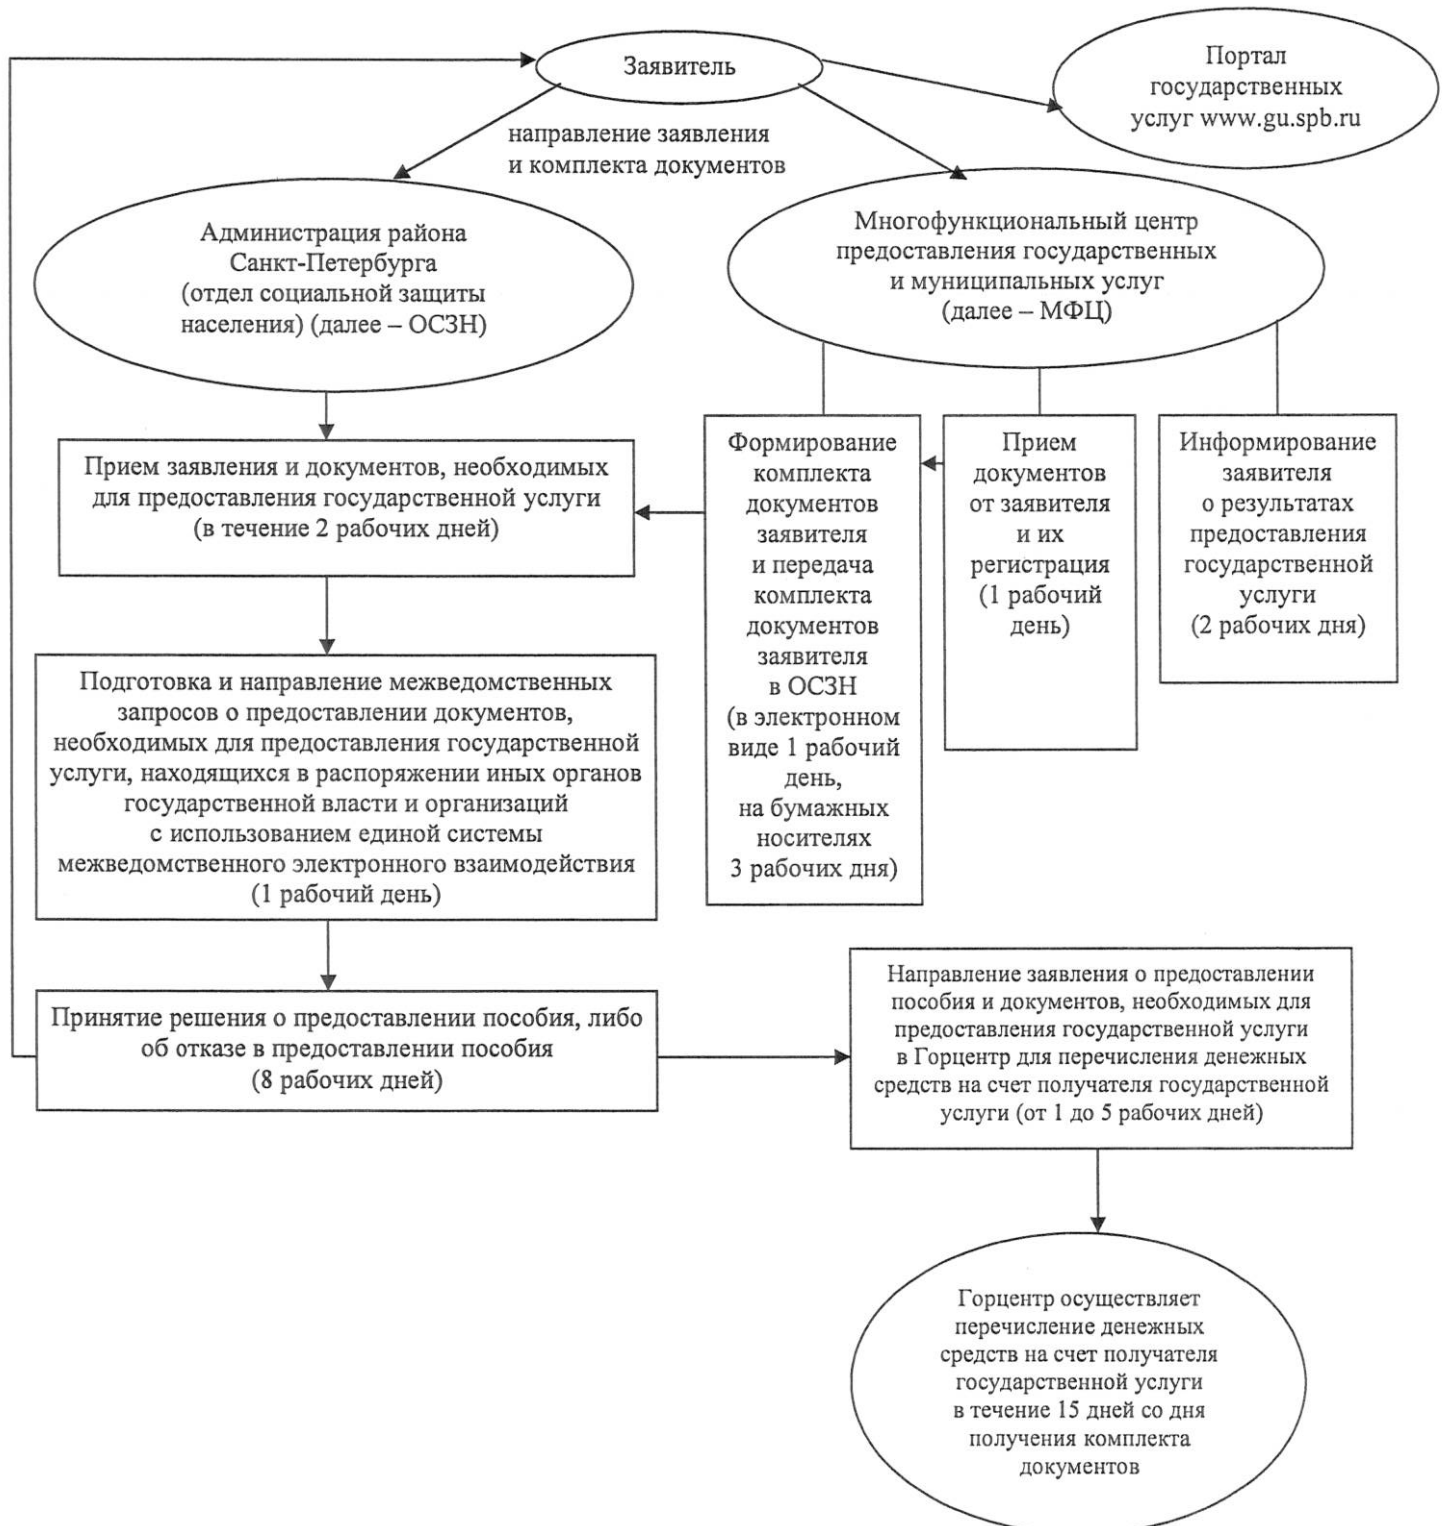 Заявитель
Портал
государственных
услуг www.gu.spb.ru
направление заявления
и комплекта документов
Администрация района
Санкт-Петербурга
(отдел социальной защиты
населения) (далее – ОСЗН)
Многофункциональный центр
предоставления государственных
и муниципальных услуг
(далее – МФЦ)
Прием заявления и документов, необходимых
для предоставления государственной услуги
(в течение 2 рабочих дней)
Формирование
комплекта
документов
заявителя
и передача
комплекта
документов
заявителя
в ОСЗН
(в электронном
виде 1 рабочий
день,
на бумажных
носителях
3 рабочих дня)
Прием
документов
от заявителя
и их
регистрация
(1 рабочий
день)
Информирование
заявителя
о результатах
предоставления
государственной
услуги
(2 рабочих дня)
Подготовка и направление межведомственных
запросов о предоставлении документов,
необходимых для предоставления государственной
услуги, находящихся в распоряжении иных органов
государственной власти и организаций
с использованием единой системы
межведомственного электронного взаимодействия
(1 рабочий день)
Принятие решения о предоставлении пособия, либо
об отказе в предоставлении пособия
(8 рабочих дней)
Направление заявления о предоставлении
пособия и документов, необходимых для
предоставления государственной услуги
в Горцентр для перечисления денежных
средств на счет получателя государственной
услуги (от 1 до 5 рабочих дней)
Горцентр осуществляет
перечисление денежных
средств на счет получателя
государственной услуги
в течение 15 дней со дня
получения комплекта
документов